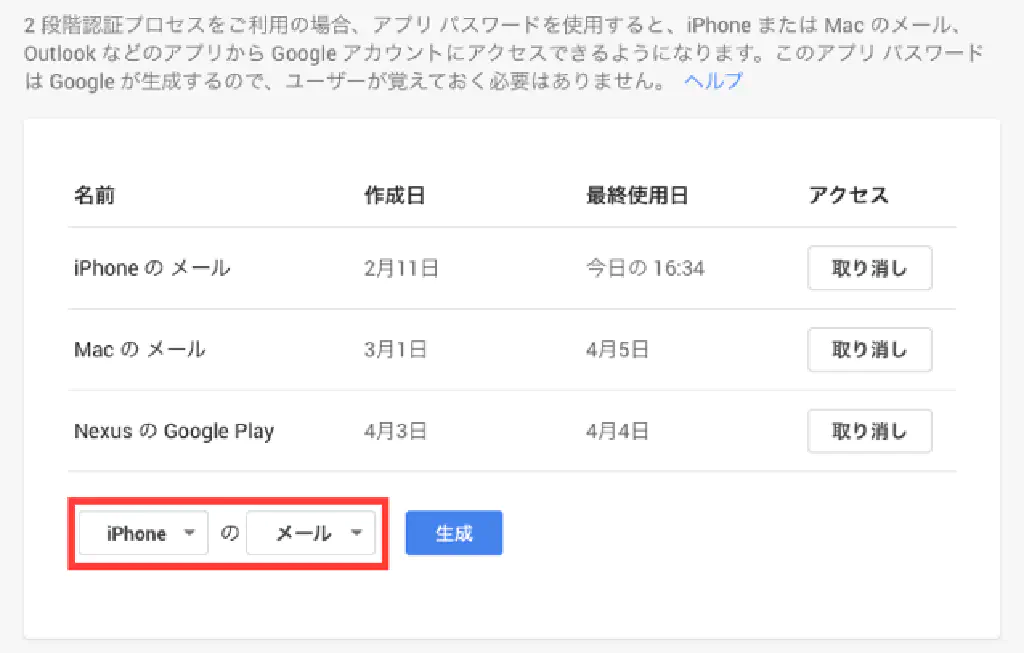 2 段階認証プロセスをご利用の場合、アプリ パスワードを使用すると、iPhone または Mac のメール、
Outlook などのアプリから Google アカウントにアクセスできるようになります。このアプリ パスワード
は Google が生成するので、ユーザーが覚えておく必要はありません。 ヘルプ
名前 作成日 最終使用日 アクセス
iPhone の メール 2月11日 今日の 16:34 取り消し
Mac の メール 3月1日 4月5日 取り消し
Nexus の Google Play 4月3日 4月4日 取り消し
iPhone の メール 生成